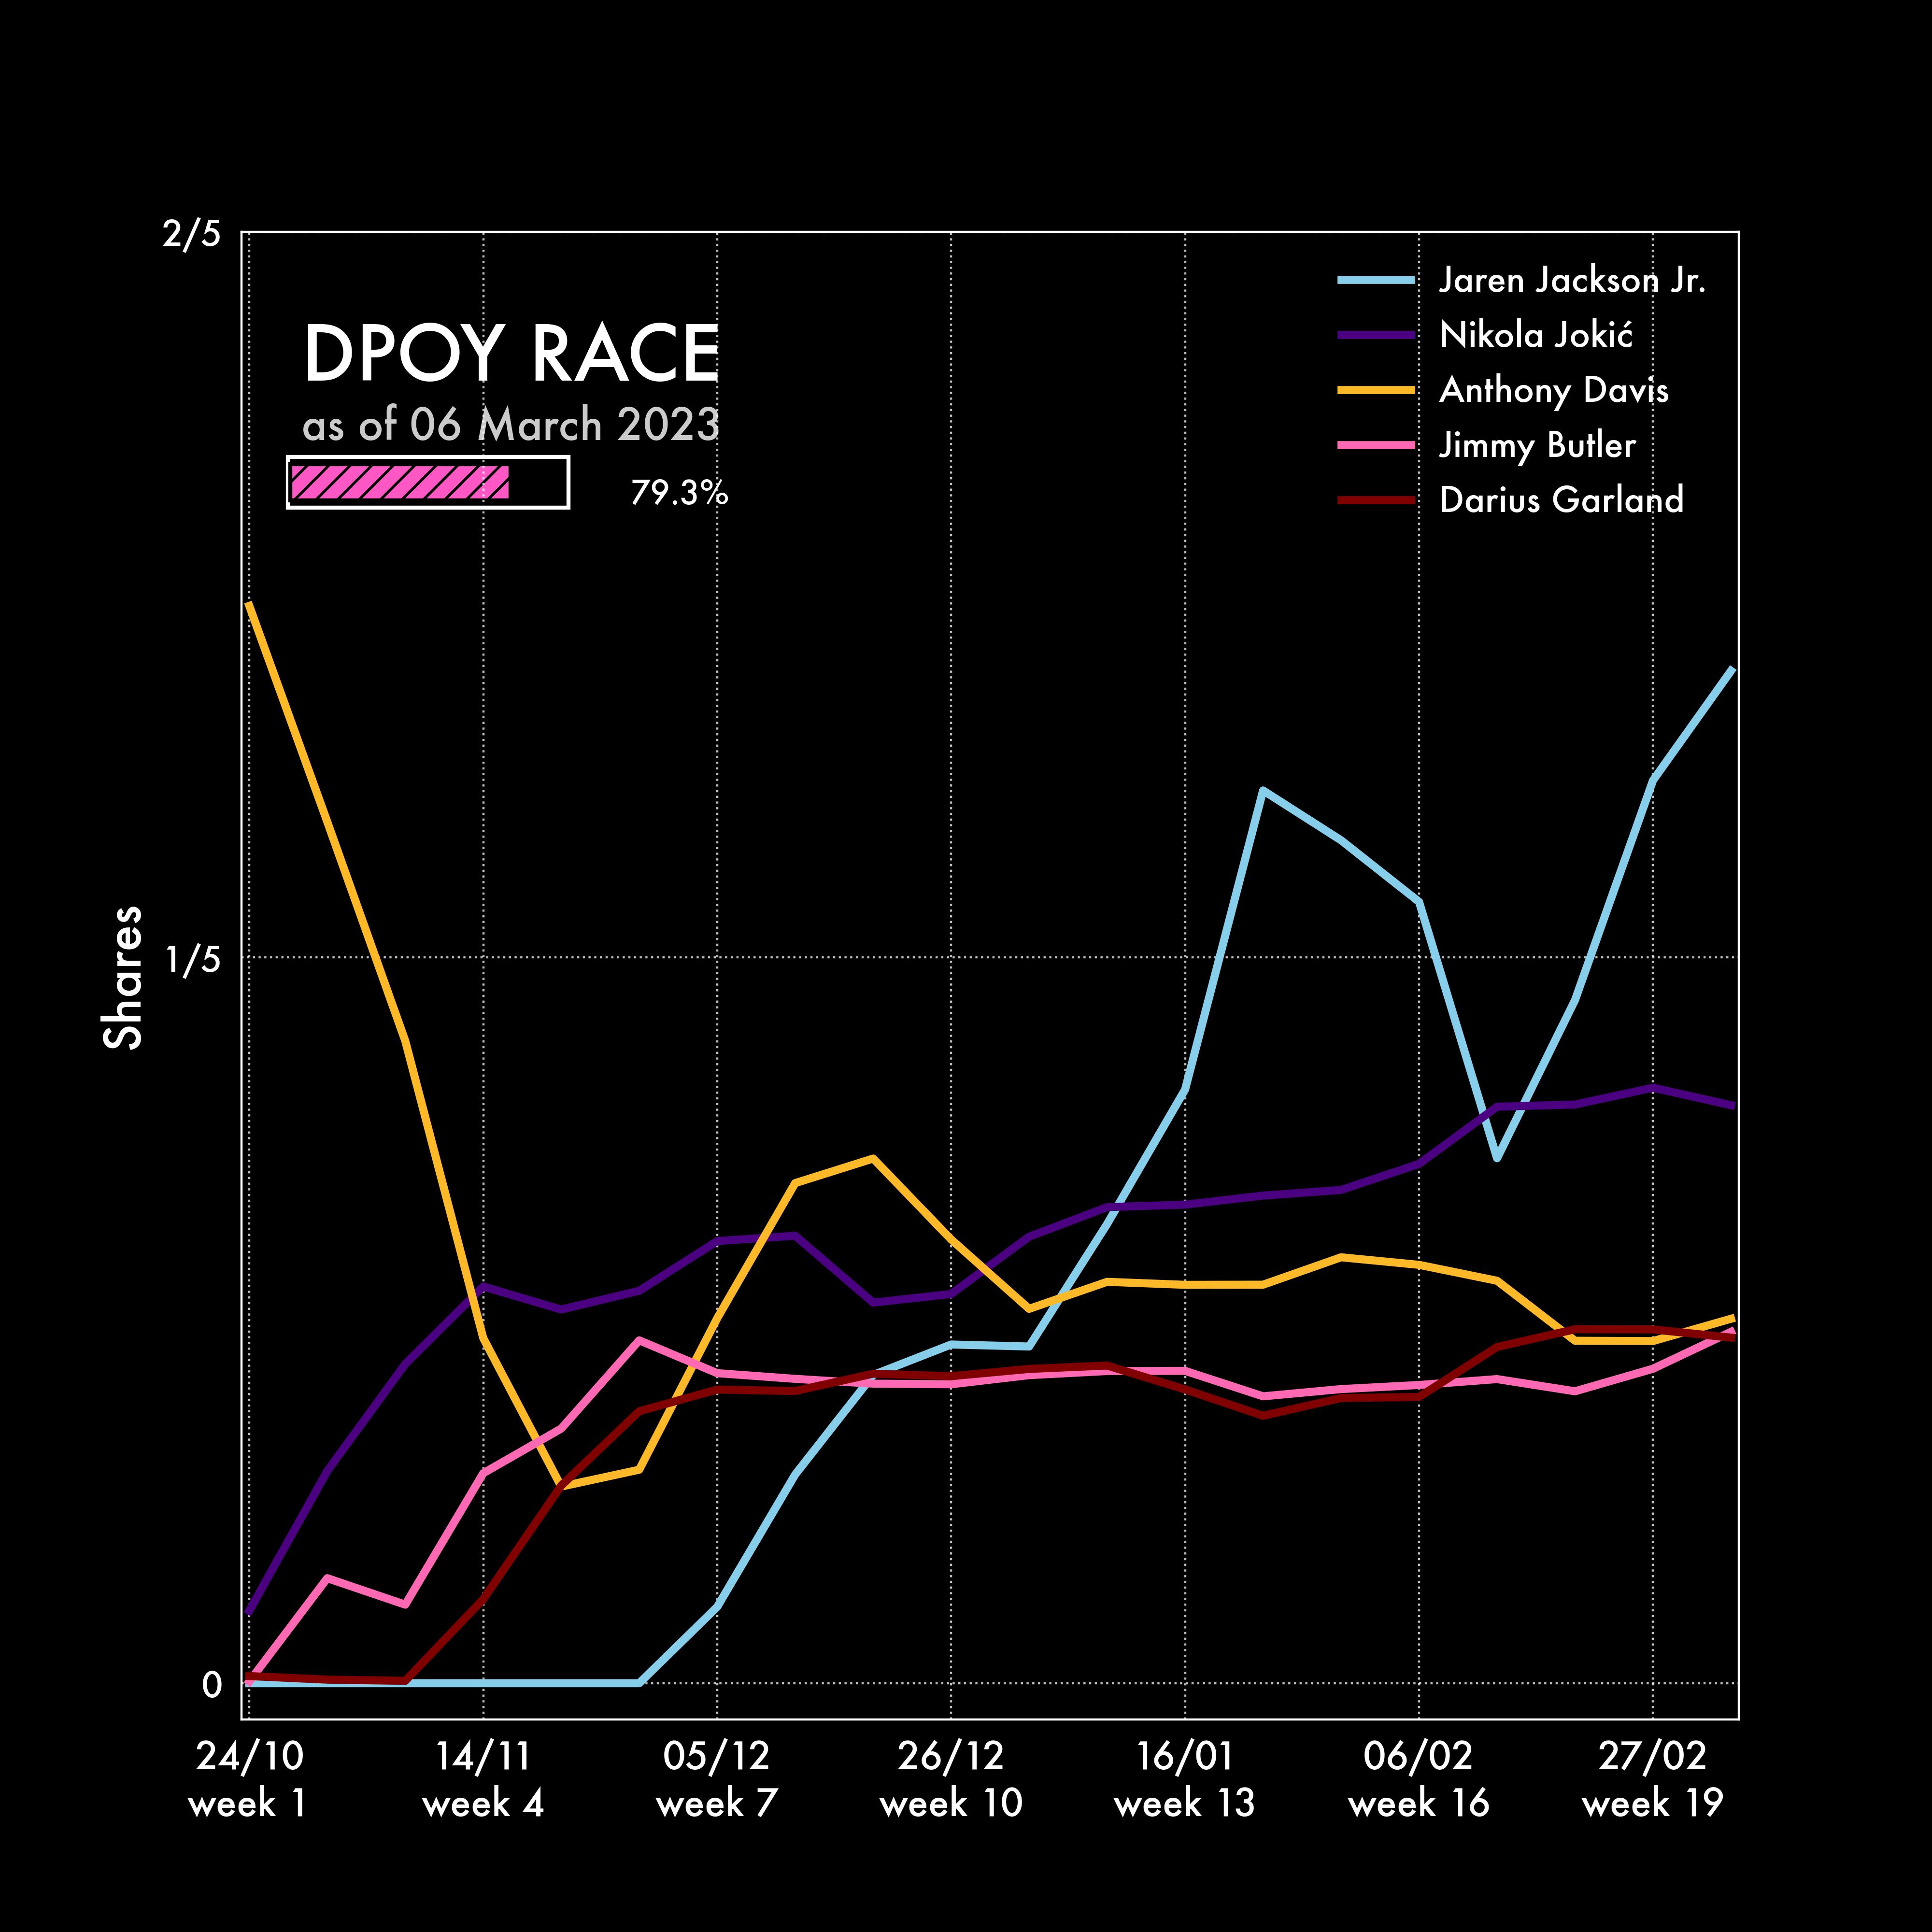 2/5
DPOY RACE
as of 06 March 2023
79.3%
Jaren Jackson Jr.
Nikola Jokić
Anthony Davis
Jimmy Butler
Darius Garland
Shares
1/5
0
24/10 14/11 05/12 26/12 16/01 06/02 27/02
week 1 week 4 week 7 week 10 week 13 week 16 week 19